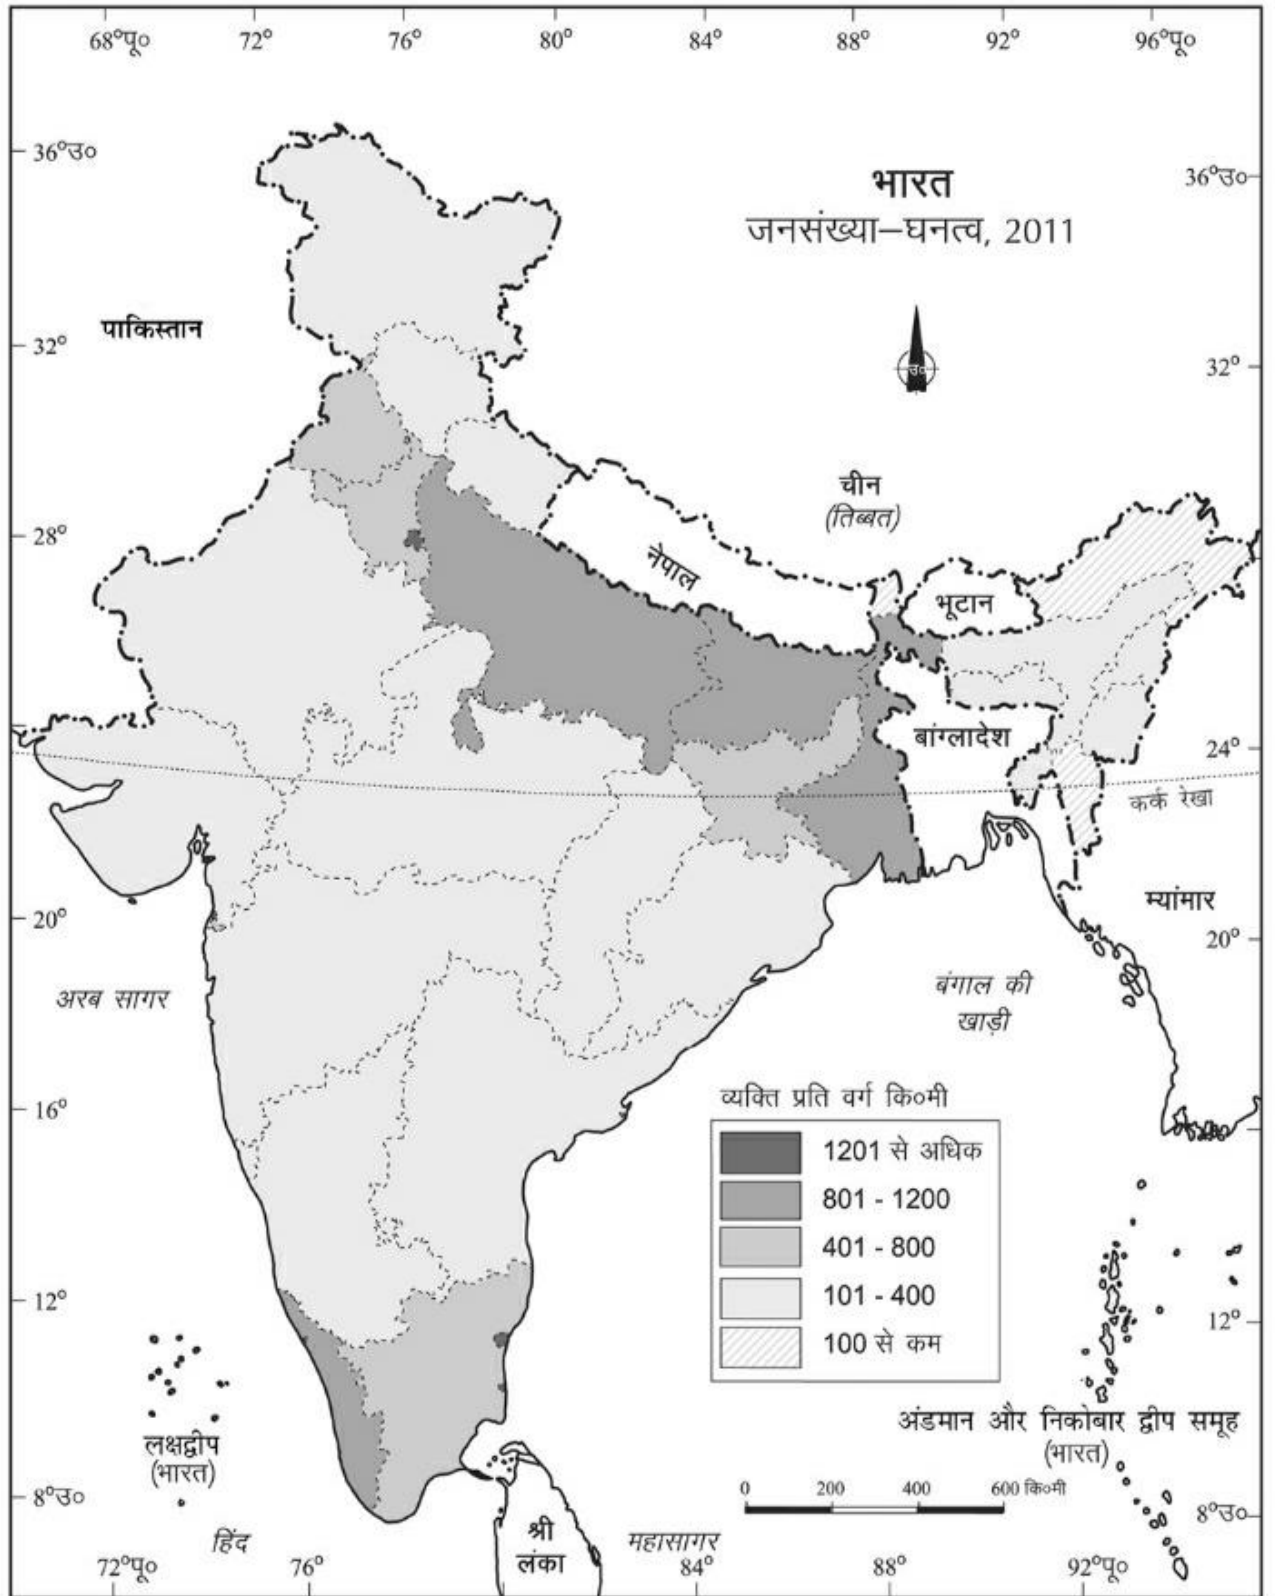 68°पू० 72° 76° 80° 84° 88° 92° 96°पू०
36°उ०
36°उ०
भारत
जनसंख्या–घनत्व, 2011
पाकिस्तान
उ०
32°
32°
चीन
(तिब्बत)
28°
नेपाल
भूटान
बांग्लादेश
24°
कर्क रेखा
म्यांमार
20°
20°
अरब सागर
बंगाल की
खाड़ी
16°
व्यक्ति प्रति वर्ग कि०मी
1201 से अधिक
801 - 1200
401 - 800
101 - 400
100 से कम
12°
12°
अंडमान और निकोबार द्वीप समूह
(भारत)
लक्षद्वीप
(भारत)
0 200 400 600 कि०मी
8°उ०
8°उ०
हिंद
श्री
लंका
महासागर
72°पू० 76° 84° 88° 92°पू०